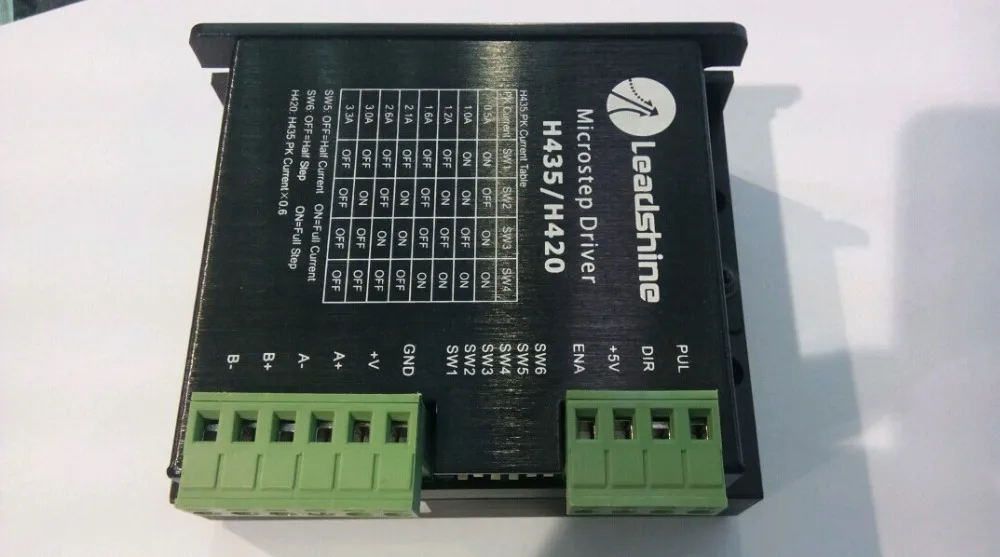 Leadshine
Microstep Driver
H435/H420
H435:PK Current Table
PK Current SW1 SW2 SW3 SW4
0.5A ON OFF ON ON
1.0A ON ON OFF ON
1.2A OFF ON OFF ON
1.6A OFF OFF OFF ON
2.1A OFF ON ON OFF
2.6A OFF OFF ON OFF
3.0A OFF ON OFF OFF
3.3A OFF OFF OFF OFF
SW5: OFF=Half Current ON=Full Current
SW6: OFF=Half Step ON=Full Step
H420: H435 PK Current×0.6
PUL
DIR
+5V
ENA
SW6
SW5
SW4
SW3
SW2
SW1
GND
+V
A+
A-
B+
B-